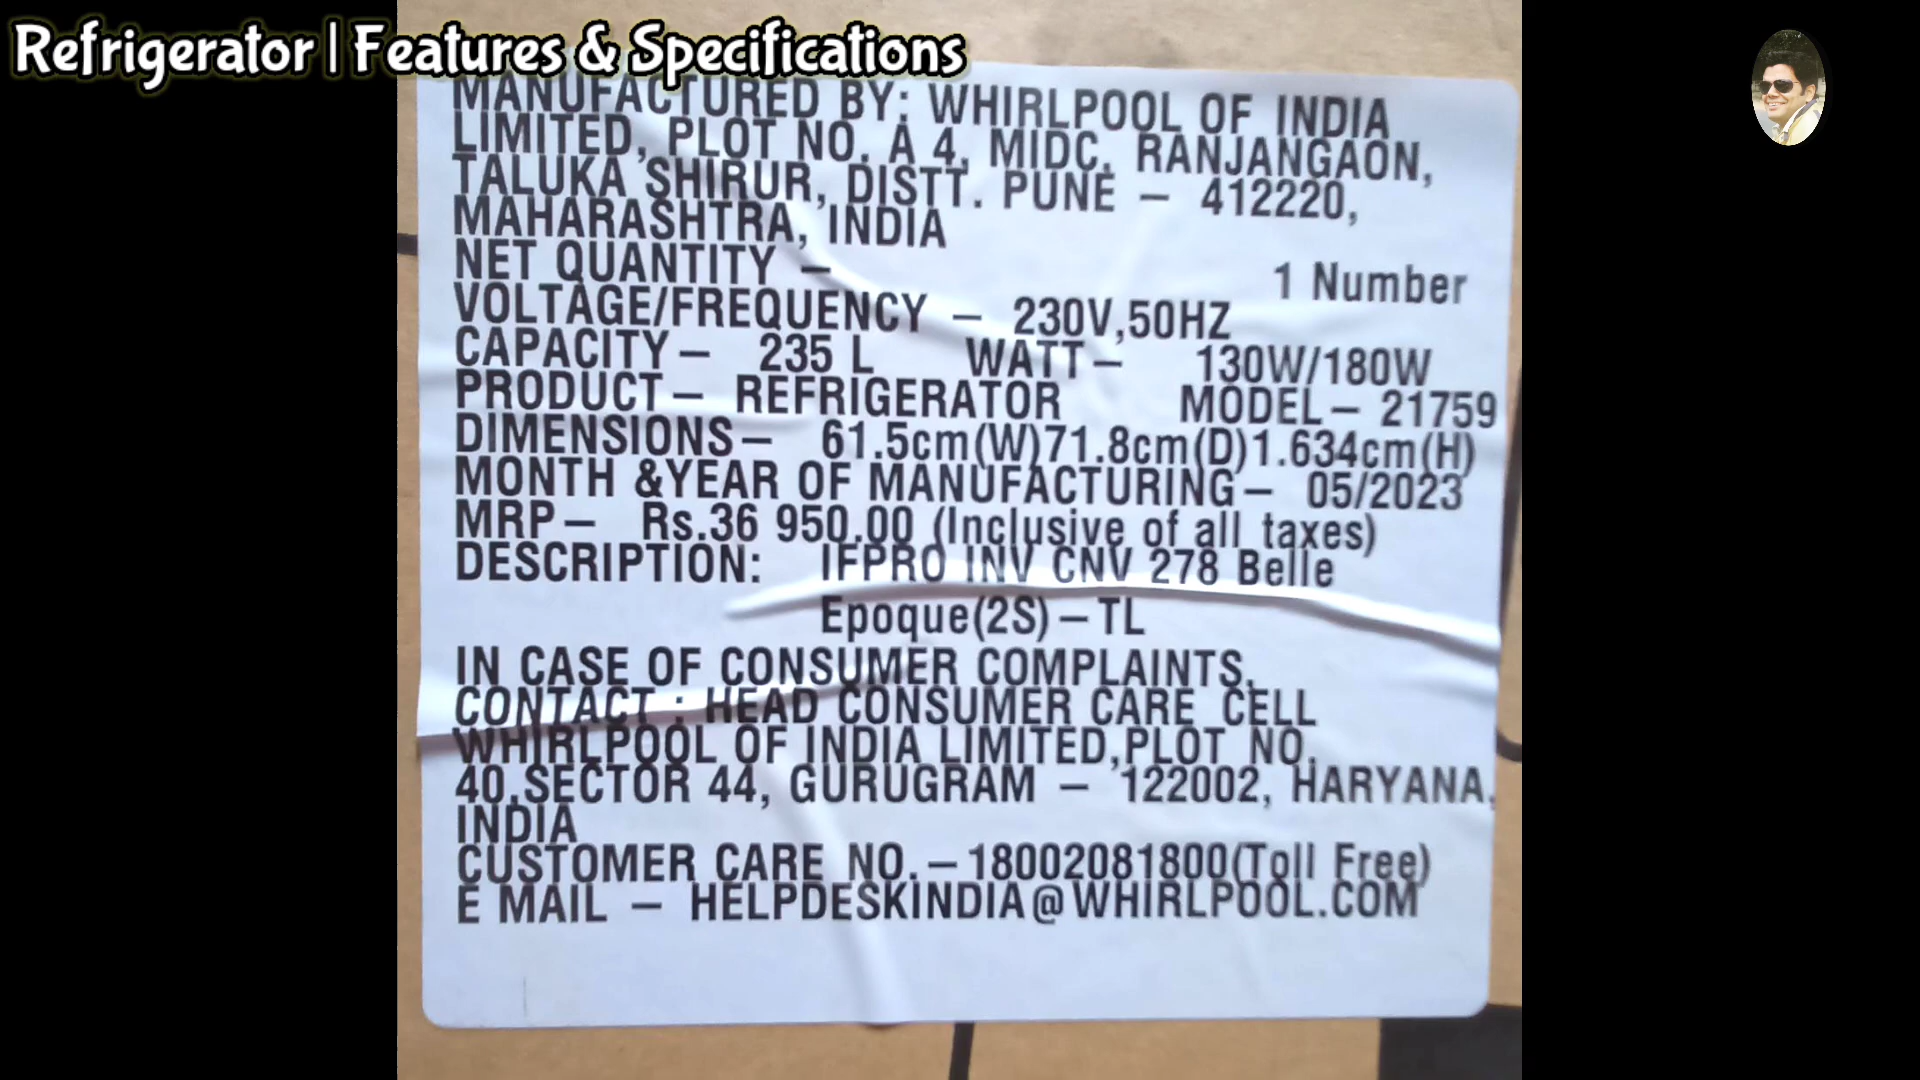 Refrigerator | Features & Specifications
MANUFACTURED BY: WHIRLPOOL OF INDIA
LIMITED, PLOT NO. A 4, MIDC, RANJANGAON,
TALUKA SHIRUR, DISTT. PUNE – 412220,
MAHARASHTRA, INDIA
NET QUANTITY – 1 Number
VOLTAGE/FREQUENCY – 230V,50HZ
CAPACITY – 235 L WATT – 130W/180W
PRODUCT – REFRIGERATOR MODEL – 21759
DIMENSIONS – 61.5cm(W)71.8cm(D)1.634cm(H)
MONTH &YEAR OF MANUFACTURING – 05/2023
MRP – Rs.36 950.00 (Inclusive of all taxes)
DESCRIPTION: IFPRO INV CNV 278 Belle
Epoque(2S) – TL
IN CASE OF CONSUMER COMPLAINTS,
CONTACT : HEAD CONSUMER CARE CELL
WHIRLPOOL OF INDIA LIMITED,PLOT NO.
40,SECTOR 44, GURUGRAM – 122002, HARYANA,
INDIA
CUSTOMER CARE NO. – 18002081800(Toll Free)
E MAIL – HELPDESKINDIA@WHIRLPOOL.COM